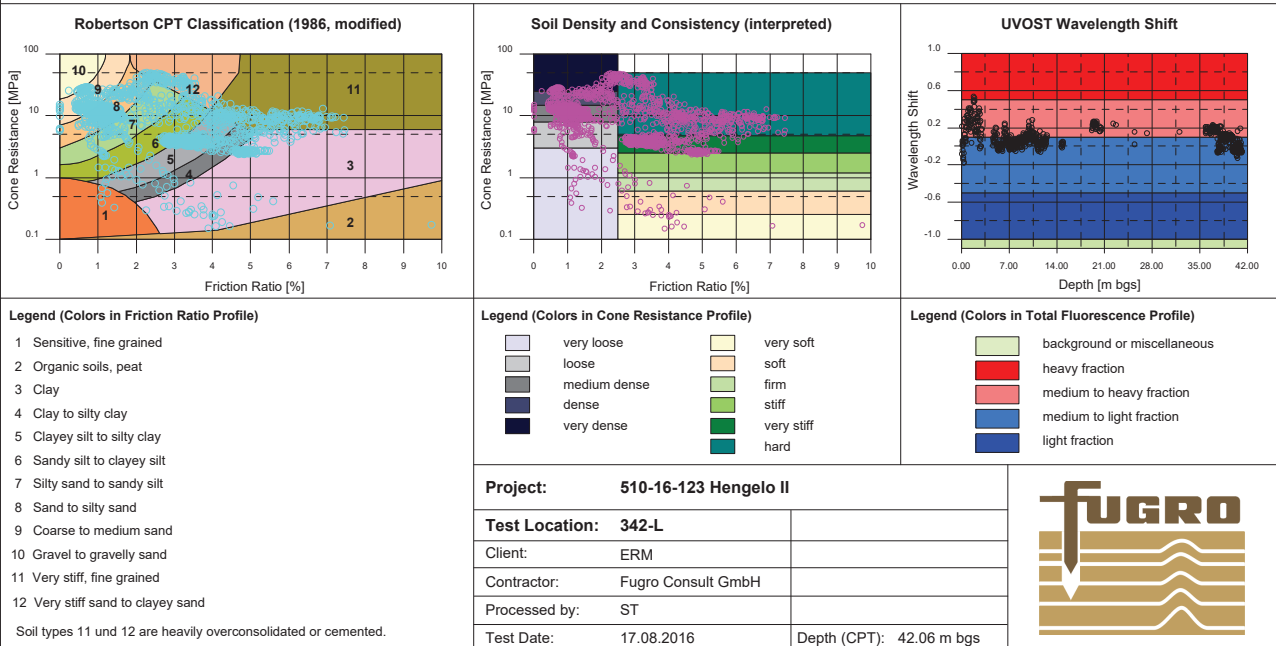 Robertson CPT Classification (1986, modified)
Cone Resistance [MPa]
100
10
1
0.1
10
9
8
12
11
7
6
5
4
3
1
2
0 1 2 3 4 5 6 7 8 9 10
Friction Ratio [%]
Soil Density and Consistency (interpreted)
Cone Resistance [MPa]
100
10
1
0.1
0 1 2 3 4 5 6 7 8 9 10
Friction Ratio [%]
UVOST Wavelength Shift
Wavelength Shift
1.0
0.6
0.2
-0.2
-0.6
-1.0
0.00 7.00 14.00 21.00 28.00 35.00 42.00
Depth [m bgs]
Legend (Colors in Friction Ratio Profile)
1 Sensitive, fine grained
2 Organic soils, peat
3 Clay
4 Clay to silty clay
5 Clayey silt to silty clay
6 Sandy silt to clayey silt
7 Silty sand to sandy silt
8 Sand to silty sand
9 Coarse to medium sand
10 Gravel to gravelly sand
11 Very stiff, fine grained
12 Very stiff sand to clayey sand
Soil types 11 und 12 are heavily overconsolidated or cemented.
Legend (Colors in Cone Resistance Profile)
very loose
loose
medium dense
dense
very dense
very soft
soft
firm
stiff
very stiff
hard
Legend (Colors in Total Fluorescence Profile)
background or miscellaneous
heavy fraction
medium to heavy fraction
medium to light fraction
light fraction
Project: 510-16-123 Hengelo II
Test Location: 342-L
Client: ERM
Contractor: Fugro Consult GmbH
Processed by: ST
Test Date: 17.08.2016 Depth (CPT): 42.06 m bgs
fUGRO